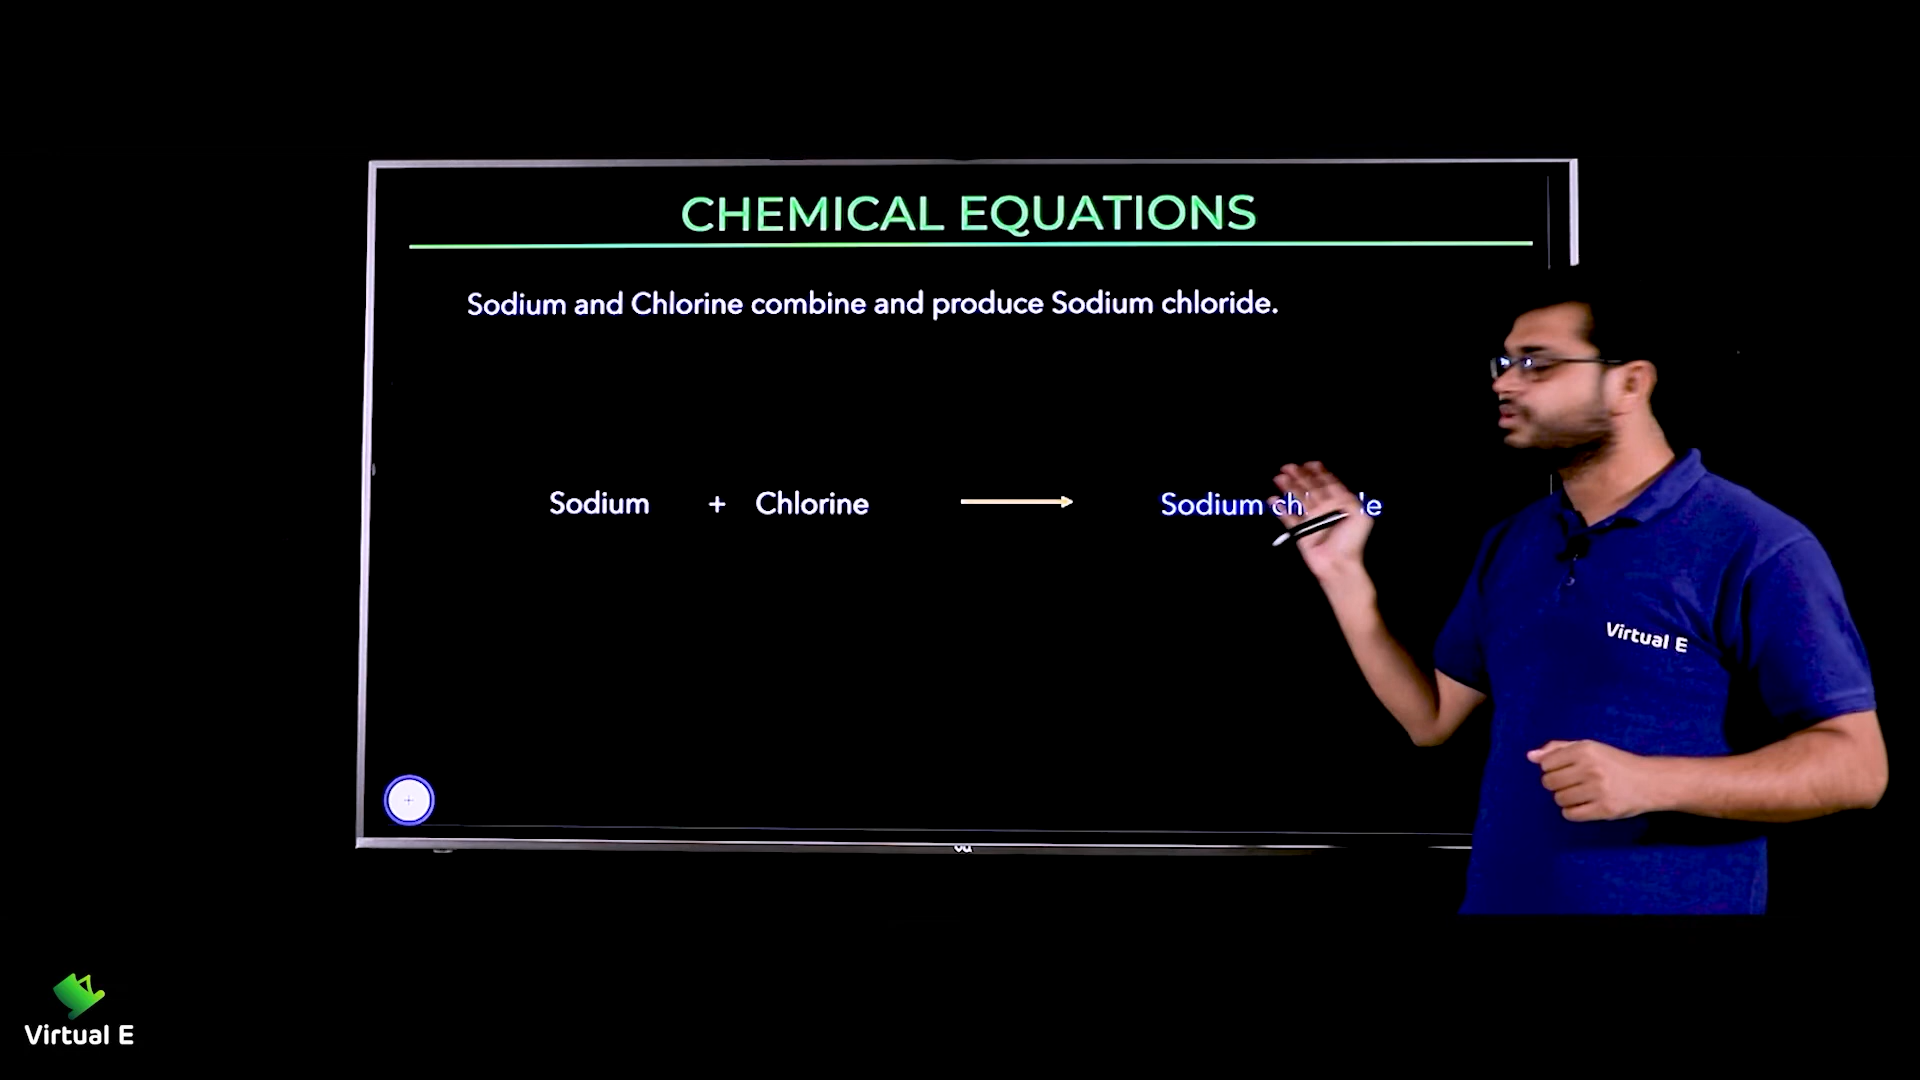 CHEMICAL EQUATIONS
Sodium and Chlorine combine and produce Sodium chloride.
Sodium + Chlorine → Sodium
Virtual E
Virtual E